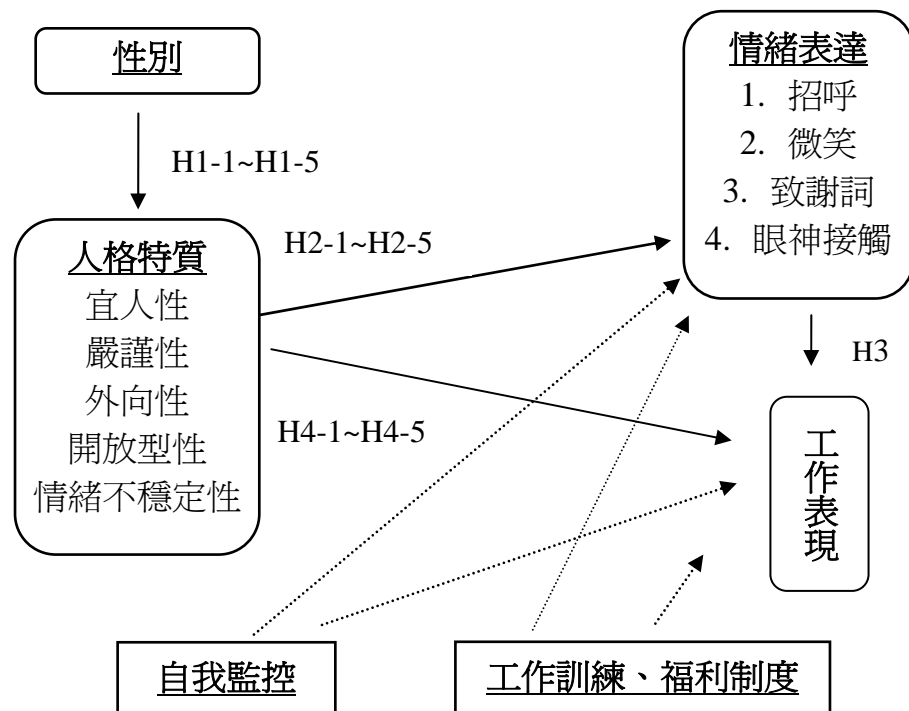 性別
H1-1~H1-5
人格特質
宜人性
嚴謹性
外向性
開放型性
情緒不穩定性
H2-1~H2-5
H4-1~H4-5
情緒表達
1. 招呼
2. 微笑
3. 致謝詞
4. 眼神接觸
H3
工作表現
自我監控
工作訓練、福利制度